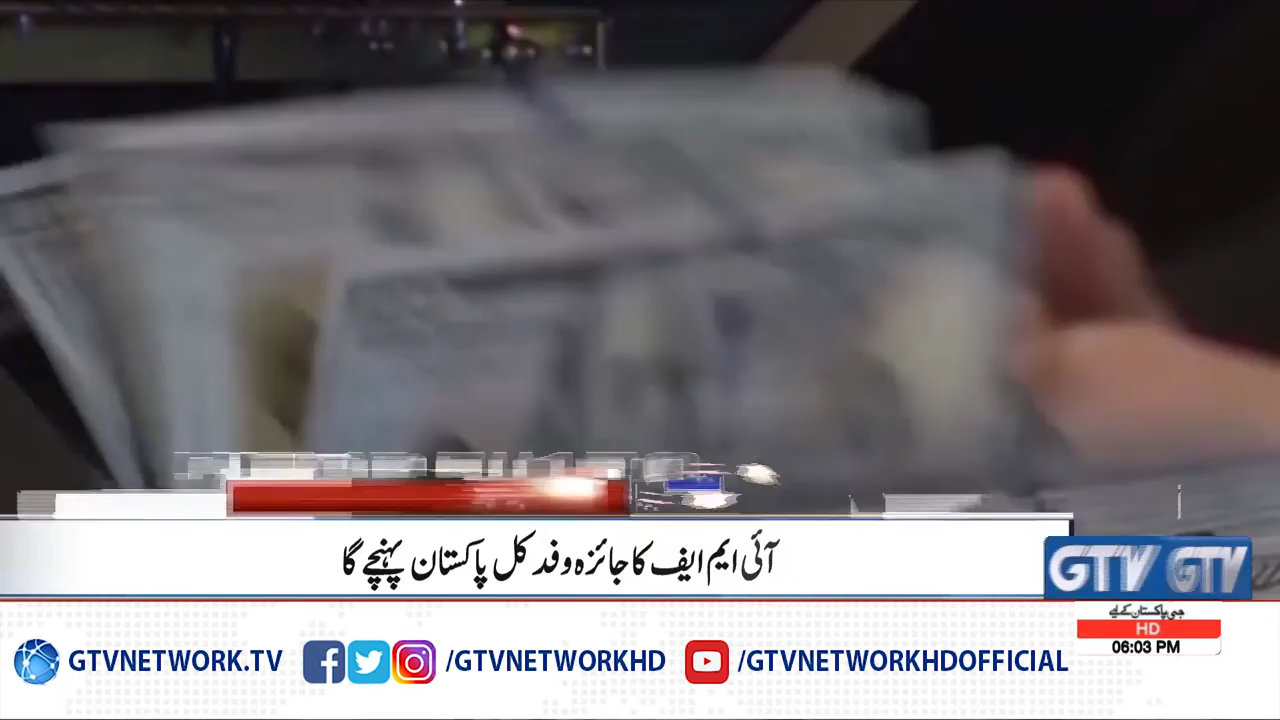 آئی ایم ایف کا جائزہ وفد کل پاکستان پہنچے گا
GTV GTV
جی پاکستان کے لیے
HD
06:03 PM
GTVNETWORK.TV
/GTVNETWORKHD
/GTVNETWORKHDOFFICIAL